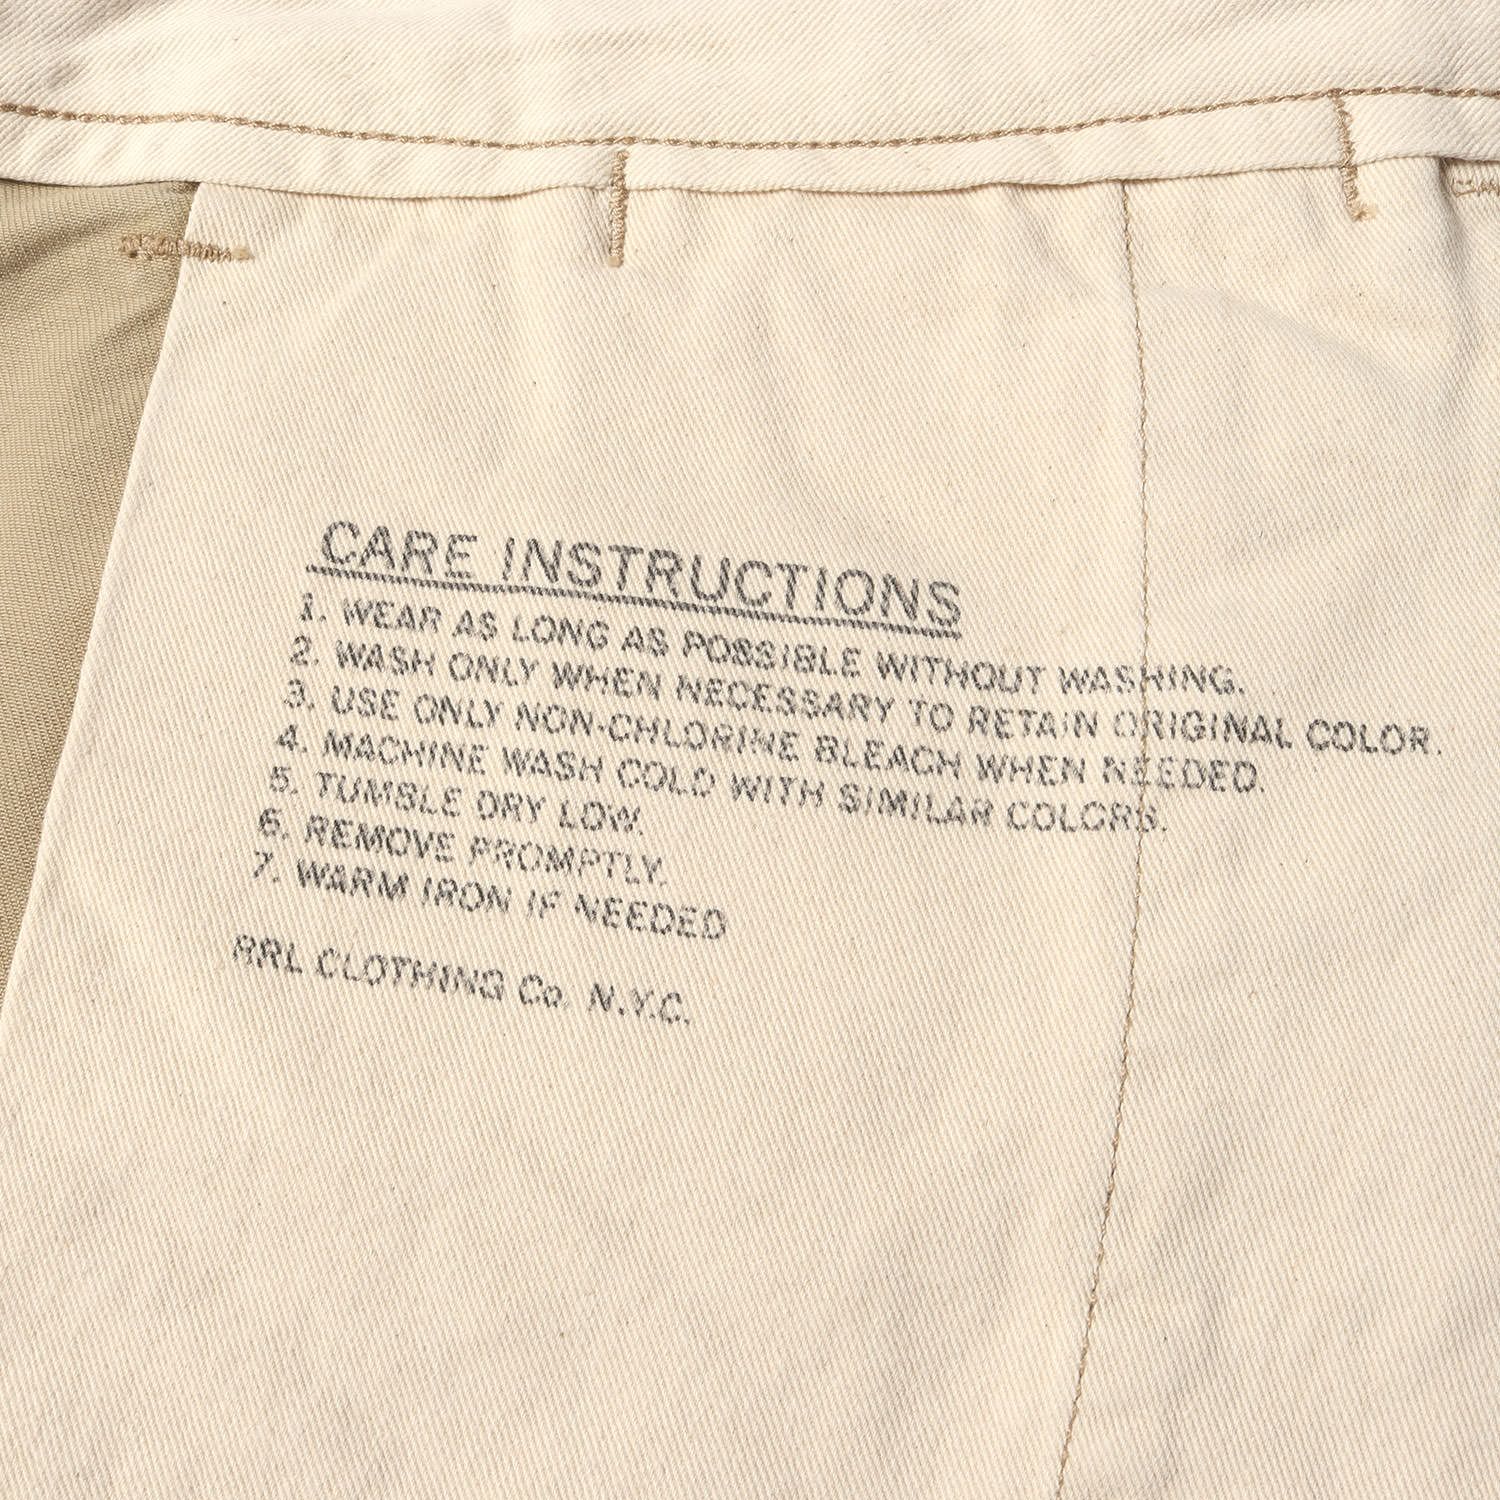 CARE INSTRUCTIONS
1. WEAR AS LONG AS POSSIBLE WITHOUT WASHING.
2. WASH ONLY WHEN NECESSARY TO RETAIN ORIGINAL COLOR.
3. USE ONLY NON-CHLORINE BLEACH WHEN NEEDED.
4. MACHINE WASH COLD WITH SIMILAR COLORS.
5. TUMBLE DRY LOW.
6. REMOVE PROMPTLY.
7. WARM IRON IF NEEDED
RRL CLOTHING Co. N.Y.C.